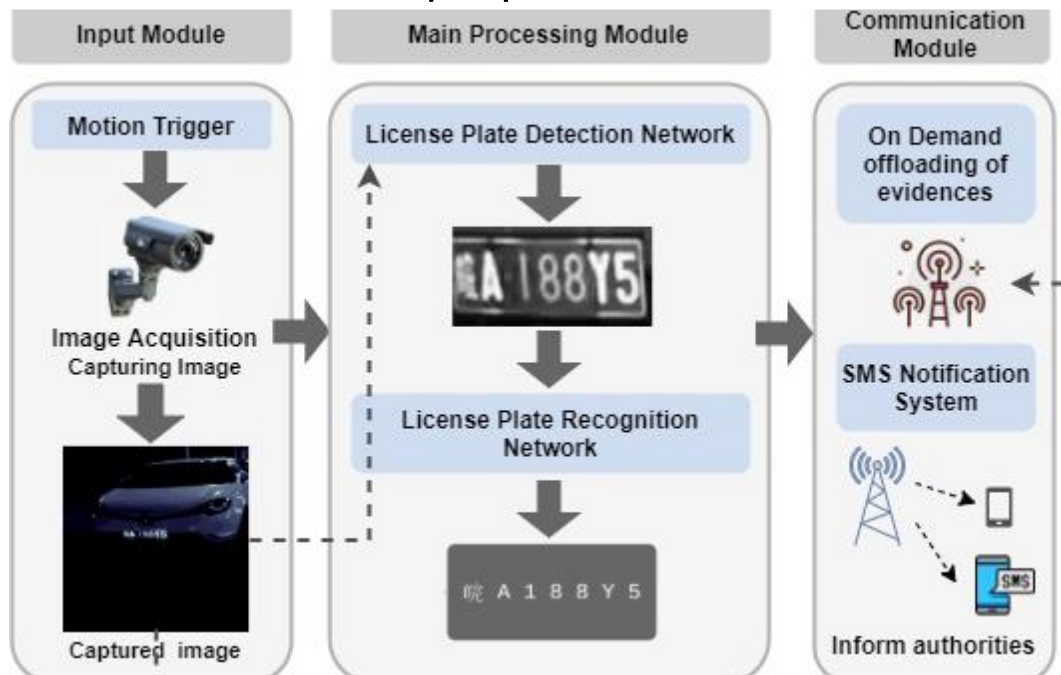 Input Module
Main Processing Module
Communication
Module
Motion Trigger
Image Acquisition
Capturing Image
Captured image
License Plate Detection Network
皖A 188Y5
License Plate Recognition
Network
皖 A 1 8 8 Y 5
On Demand
offloading of
evidences
SMS Notification
System
SMS
Inform authorities